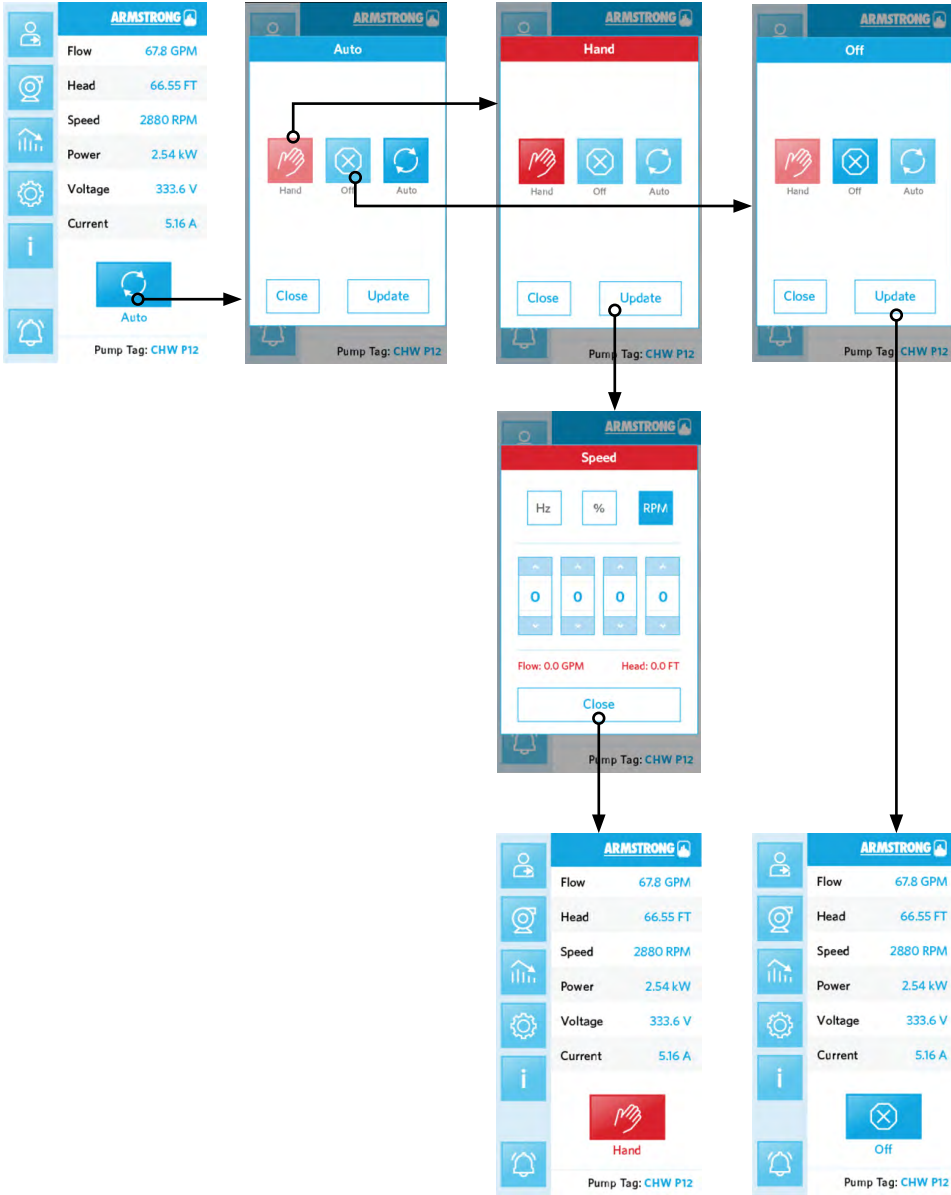 ARMSTRONG
Flow 67.8 GPM
Head 66.55 FT
Speed 2880 RPM
Power 2.54 kW
Voltage 333.6 V
Current 5.16 A
i
Auto
Pump Tag: CHW P12
ARMSTRONG
Auto
Hand Off Auto
Close Update
Pump Tag: CHW P12
ARMSTRONG
Hand
Hand Off Auto
Close Update
Pump Tag: CHW P12
ARMSTRONG
Off
Hand Off Auto
Close Update
Pump Tag: CHW P12
ARMSTRONG
Speed
Hz % RPM
0 0 0 0
Flow: 0.0 GPM Head: 0.0 FT
Close
Pump Tag: CHW P12
ARMSTRONG
Flow 67.8 GPM
Head 66.55 FT
Speed 2880 RPM
Power 2.54 kW
Voltage 333.6 V
Current 5.16 A
i
Hand
Pump Tag: CHW P12
ARMSTRONG
Flow 67.8 GPM
Head 66.55 FT
Speed 2880 RPM
Power 2.54 kW
Voltage 333.6 V
Current 5.16 A
i
Off
Pump Tag: CHW P12